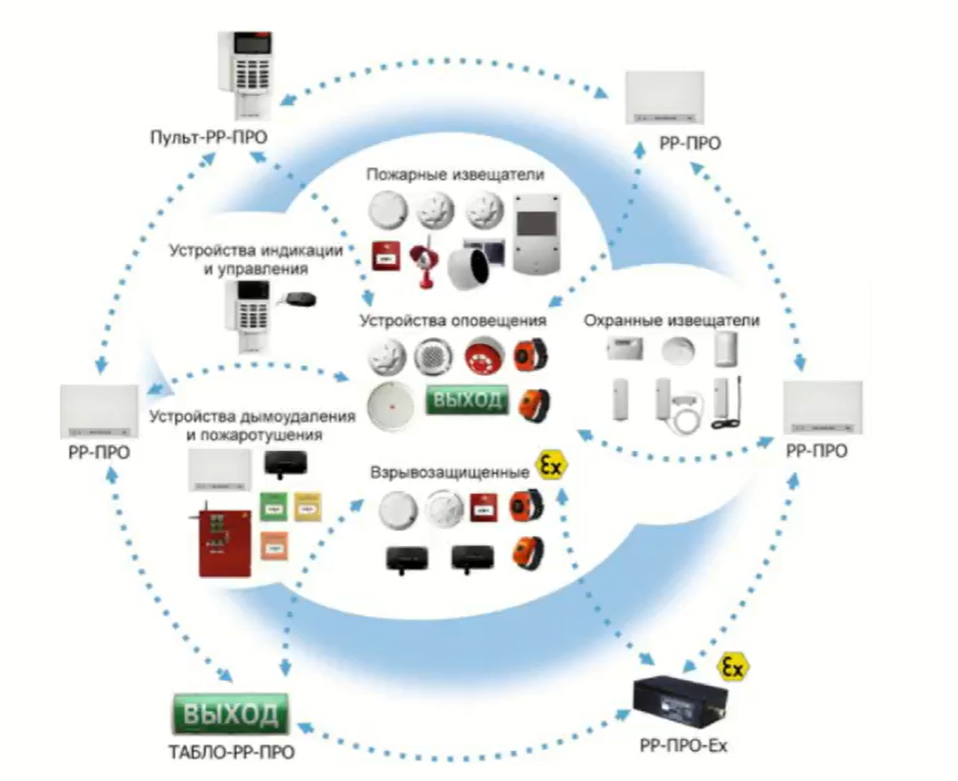 Пульт-РР-ПРО
РР-ПРО
Пожарные извещатели
Устройства индикации
и управления
Устройства оповещения
Охранные извещатели
ВЫХОД
РР-ПРО
Устройства дымоудаления
и пожаротушения
РР-ПРО
Взрывозащищенные
Ex
Ex
ВЫХОД
ТАБЛО-РР-ПРО
РР-ПРО-Ex